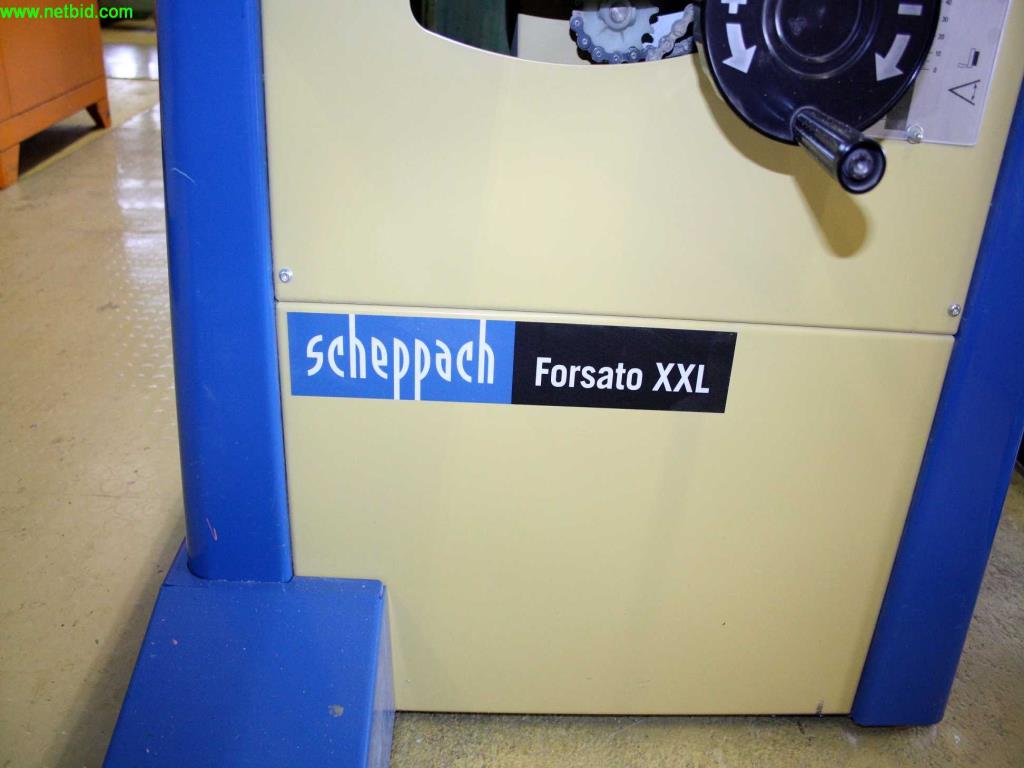 www.netbid.com
+ -
scheppach Forsato XXL